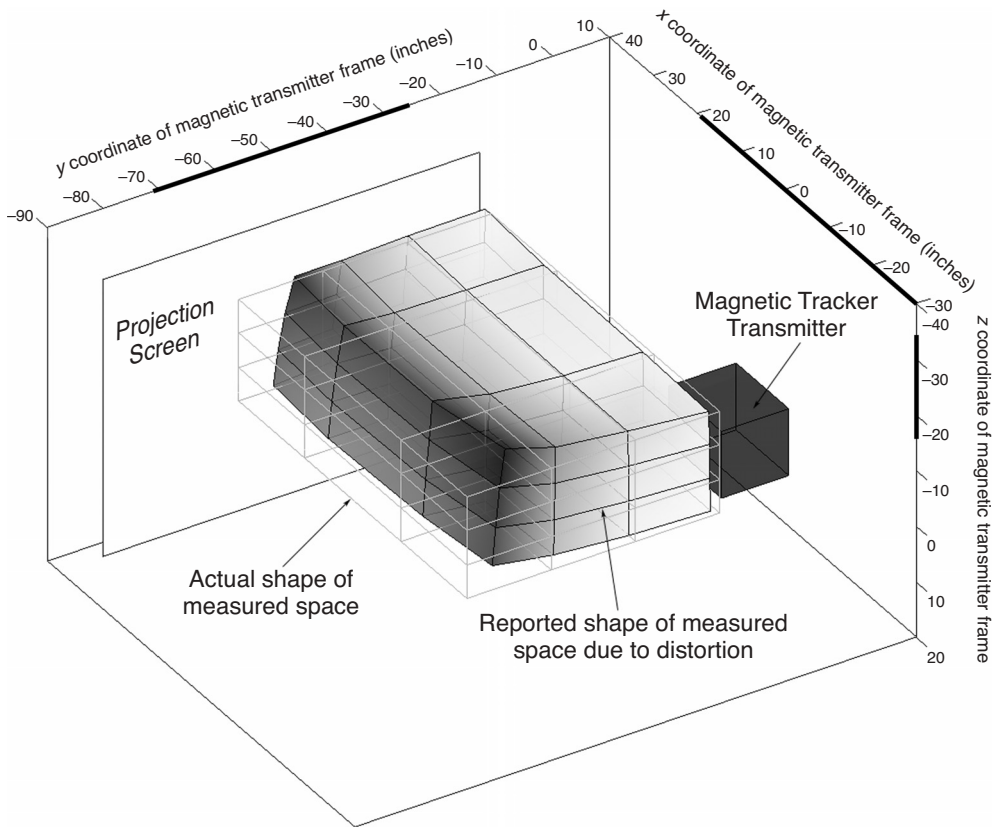 y coordinate of magnetic transmitter frame (inches)
–90
–80
–70
–60
–50
–40
–30
–20
–10
0
10
x coordinate of magnetic transmitter frame (inches)
40
30
20
10
0
–10
–20
–30
z coordinate of magnetic transmitter frame
–40
–30
–20
–10
0
10
20
Projection
Screen
Magnetic Tracker
Transmitter
Actual shape of
measured space
Reported shape of measured
space due to distortion